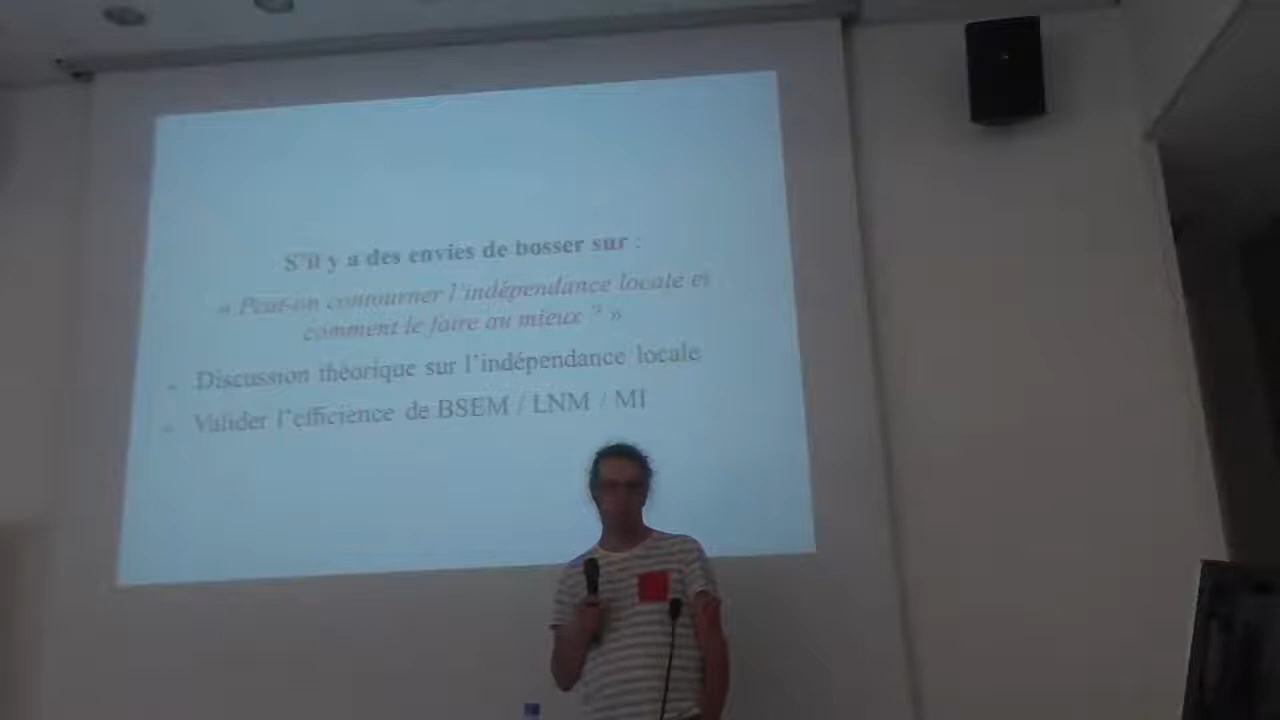 S'il y a des envies de bosser sur :
« Peut-on contourner l'indépendance locale et
comment le faire au mieux ? »
- Discussion théorique sur l'indépendance locale
- Valider l'efficience de BSEM / LNM / MI